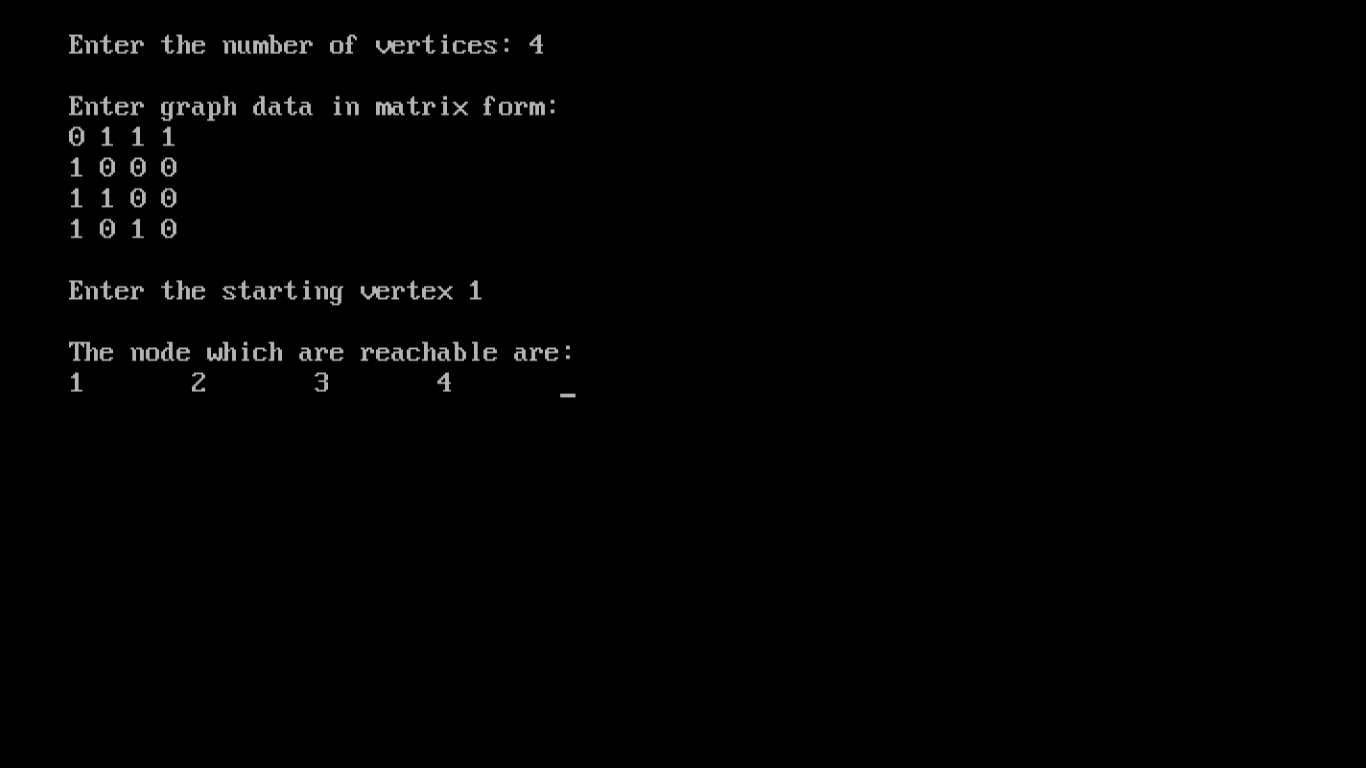 Enter the number of vertices: 4
Enter graph data in matrix form:
0 1 1 1
1 0 0 0
1 1 0 0
1 0 1 0
Enter the starting vertex 1
The node which are reachable are:
1 2 3 4 _